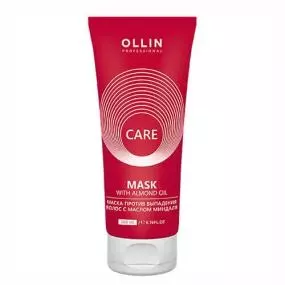 OLLIN
PROFESSIONAL
CARE
MASK
WITH ALMOND OIL
МАСКА ПРОТИВ ВЫПАДЕНИЯ
ВОЛОС С МАСЛОМ МИНДАЛЯ